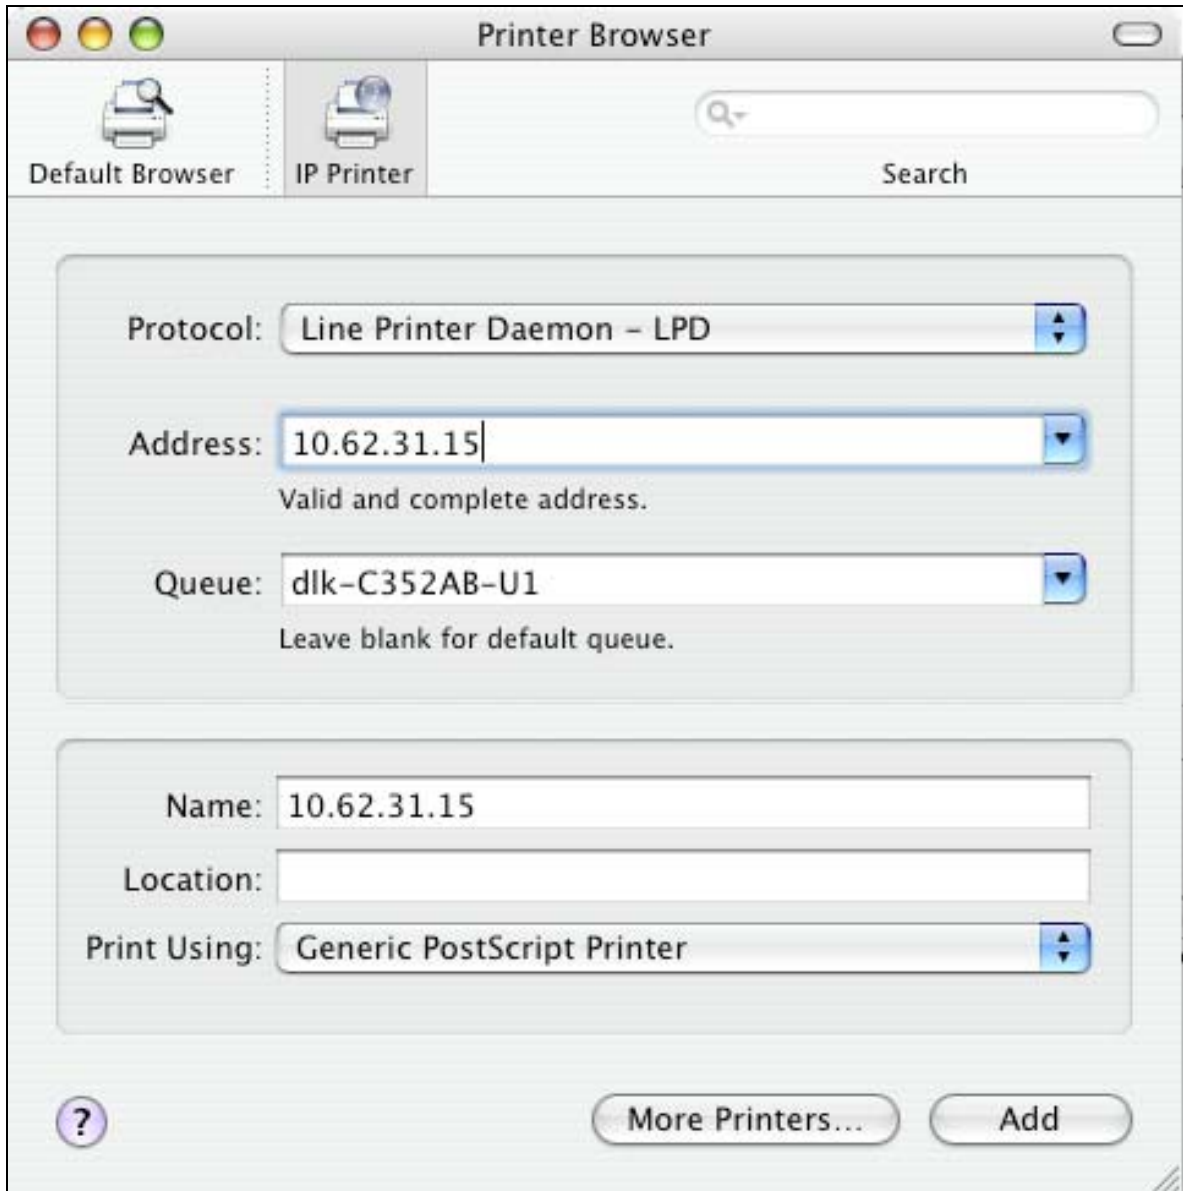 Printer Browser
Default Browser
IP Printer
Search
Protocol: Line Printer Daemon – LPD
Address: 10.62.31.15
Valid and complete address.
Queue: dlk-C352AB-U1
Leave blank for default queue.
Name: 10.62.31.15
Location:
Print Using: Generic PostScript Printer
?
More Printers...
Add